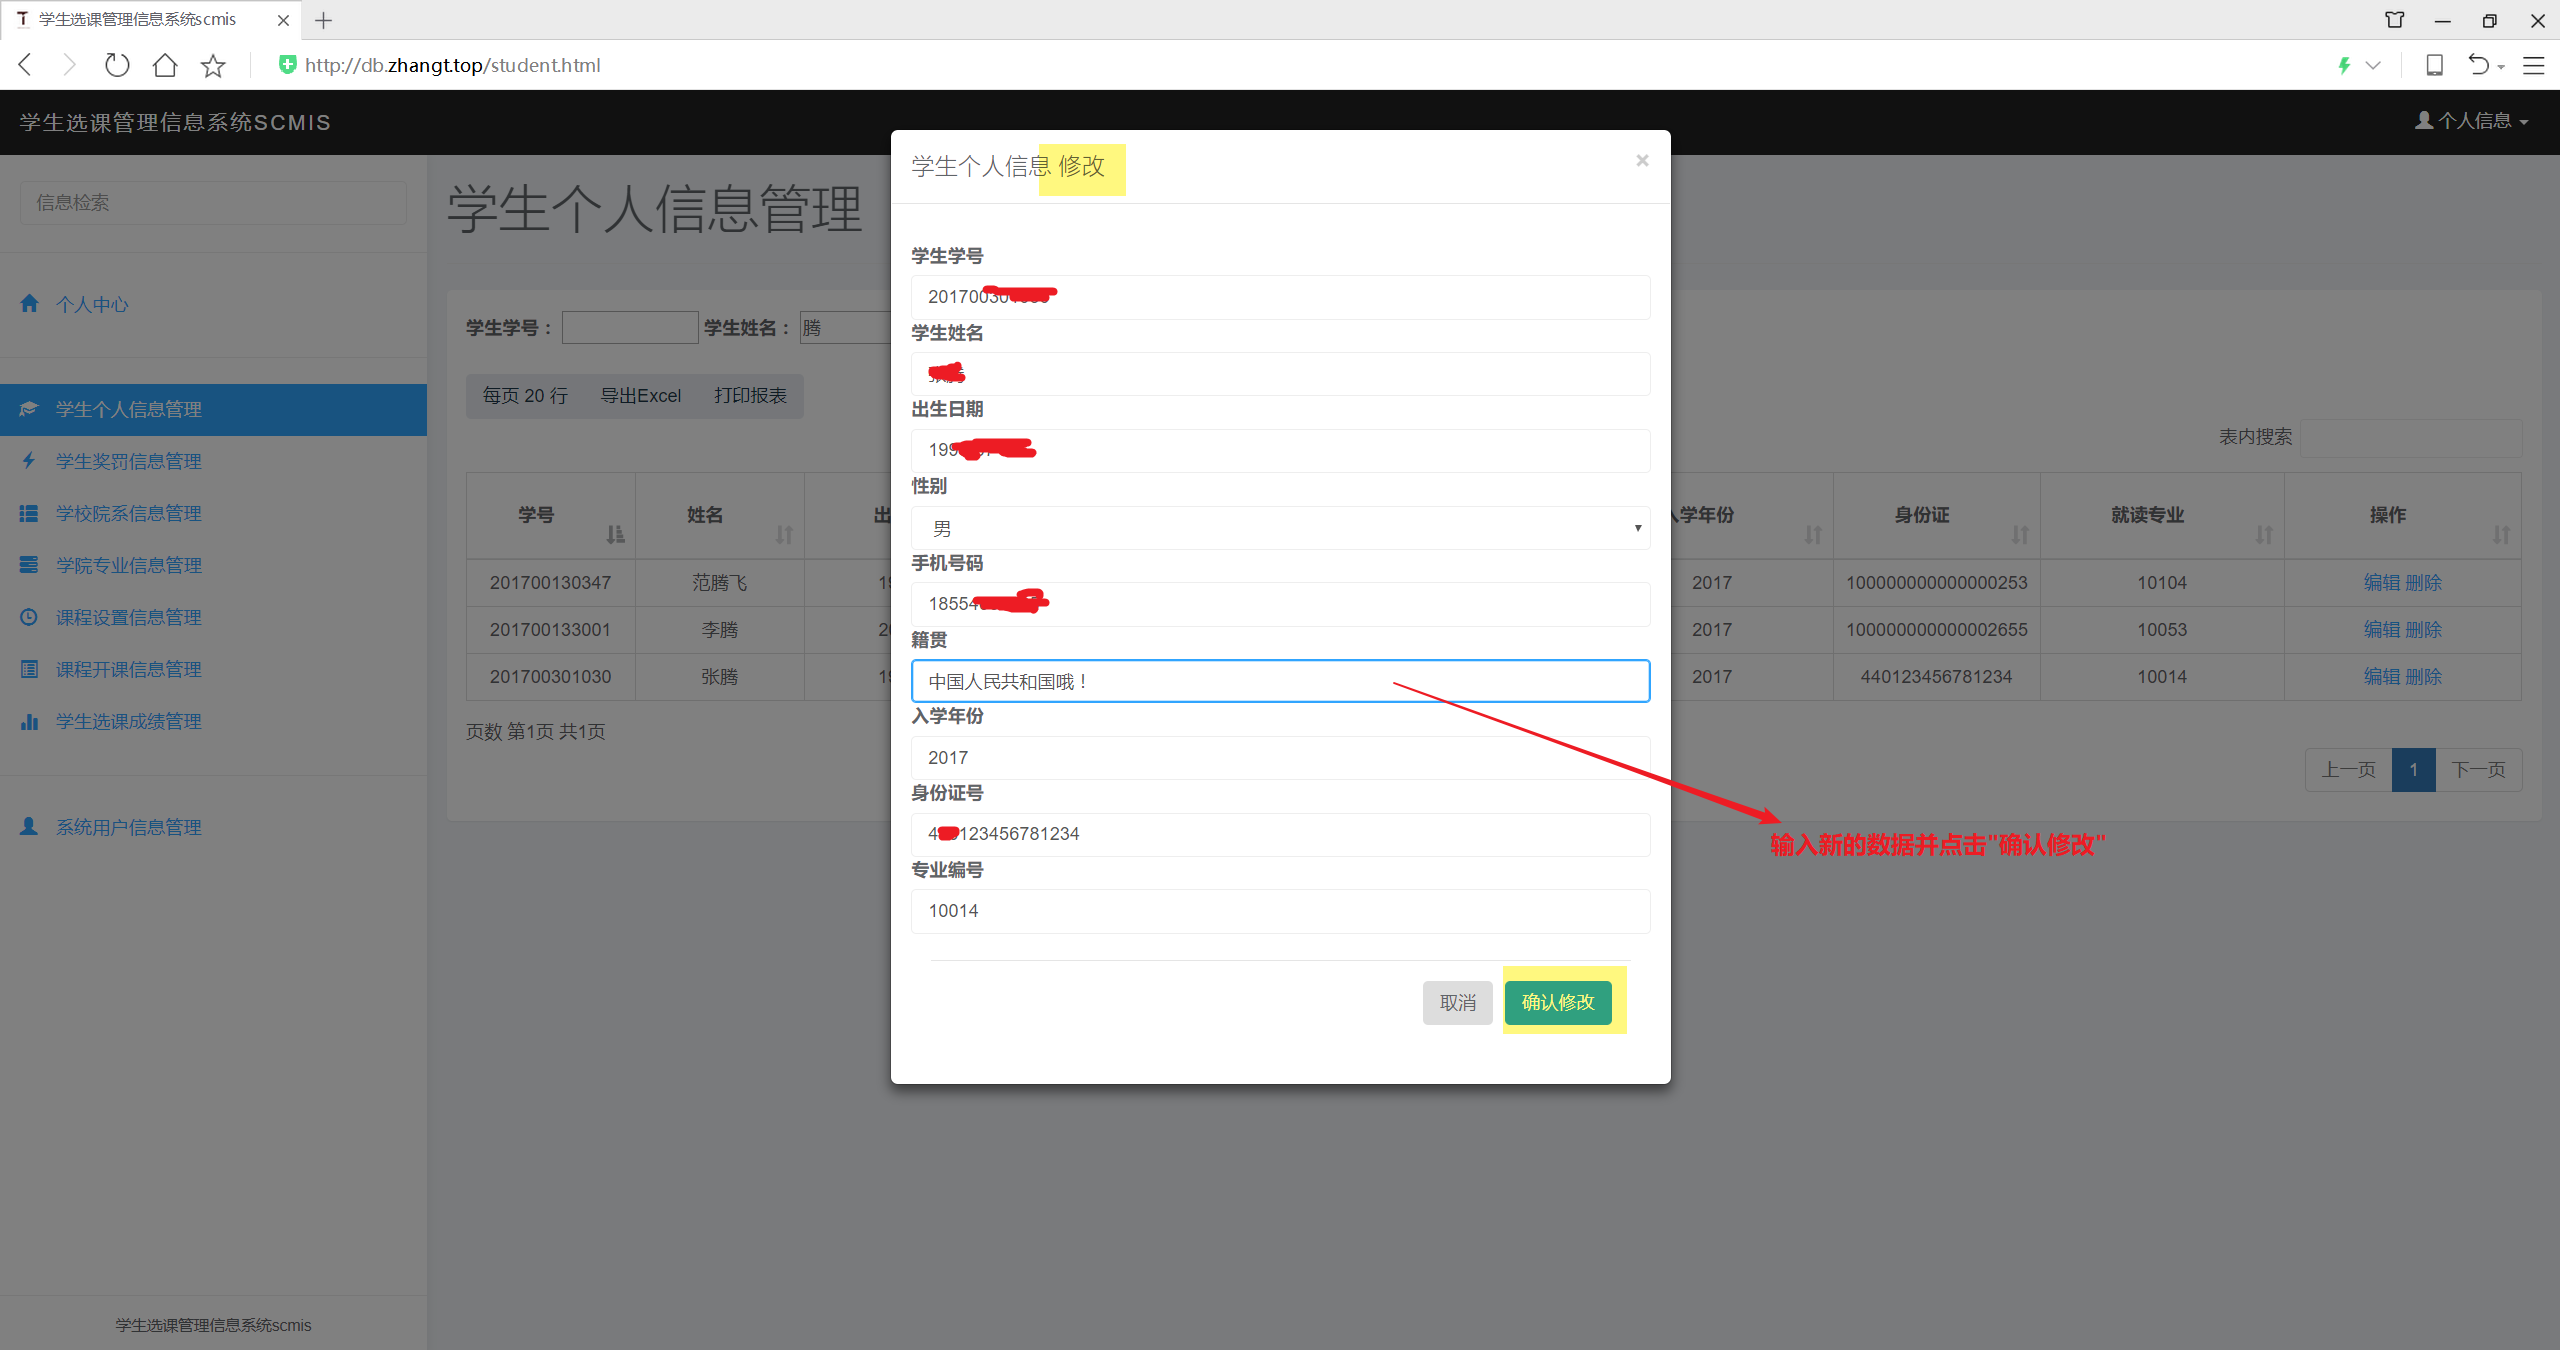 学生选课管理信息系统scmis
http://db.zhangt.top/student.html
学生选课管理信息系统SCMIS
个人信息
信息检索
个人中心
学生个人信息管理
学生奖罚信息管理
学校院系信息管理
学院专业信息管理
课程设置信息管理
课程开课信息管理
学生选课成绩管理
系统用户信息管理
学生选课管理信息系统scmis
学生个人信息管理
学生学号： 学生姓名： 腾
每页 20 行 导出Excel 打印报表
表内搜索
学号 姓名 出 入学年份 身份证 就读专业 操作
201700130347 范腾飞 19 2017 100000000000000253 10104 编辑 删除
201700133001 李腾 20 2017 100000000000002655 10053 编辑 删除
201700301030 张腾 19 2017 440123456781234 10014 编辑 删除
页数 第1页 共1页
上一页 1 下一页
学生个人信息 修改 ×
学生学号
201700
学生姓名
出生日期
199
性别
男
手机号码
1855
籍贯
中国人民共和国哦！
入学年份
2017
身份证号
4 123456781234
专业编号
10014
取消 确认修改
输入新的数据并点击"确认修改"